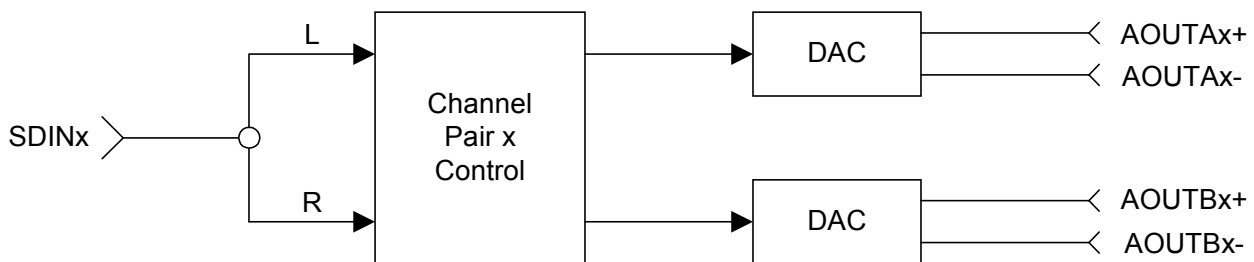 L
DAC
AOUTAx+
AOUTAx-
SDINx
Channel
Pair x
Control
R
DAC
AOUTBx+
AOUTBx-